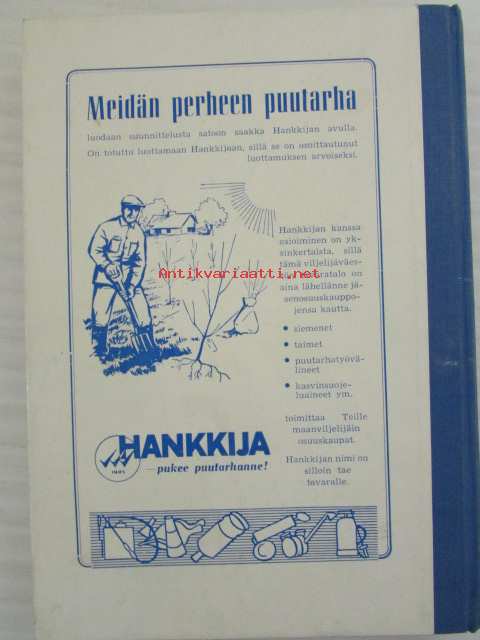 Meidän perheen puutarha
luodaan suunnittelusta satoon saakka Hankkijan avulla.
On totuttu luottamaan Hankkijaan, sillä se on osoittautunut
luottamuksen arvoiseksi.
Hankkijan kanssa
asioiminen on yk-
sinkertaista, sillä
tämä viljelijäväes-
Antikvariaatti.net
aina lähellänne jä-
senosuuskauppo-
jensa kautta.
• siemenet
• taimet
• puutarhatyövä-
lineet
• kasvinsuoje-
luaineet ym.
toimittaa Teille
maanviljelijäin
osuuskaupat.
Hankkijan nimi on
silloin tae
tavaralle.
HANKKIJA
—pukee puutarhanne!